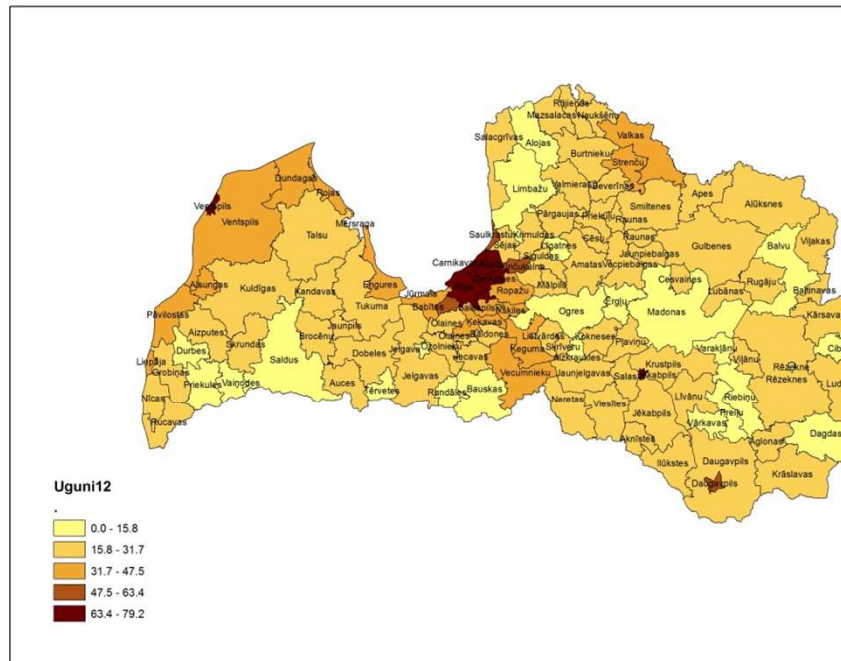 Rūjienas
Mazsalacas
Naukšēnu
Salacgrīvas
Alojas
Valkas
Burtnieku
Strenču
Dundagas
Rojas
Limbažu
Valmieras
Beverīnas
Apes
Ventspils
Smiltenes
Alūksnes
Ventspils
Pārgaujas
Priekuļu
Raunas
Mērsraga
Talsu
Saulkrastu
Krimuldas
Sējas
Līgatnes
Cēsu
Raunas
Gulbenes
Balvu
Viļakas
Carnikavas
Siguldas
Jaunpiebalgas
Amatas
Vecpiebalgas
Cesvaines
Alsungas
Kuldīgas
Kandavas
Engures
Jūrmala
Ropažu
Mālpils
Lubānas
Rugāju
Baltinavas
Pāvilostas
Tukuma
Babītes
Salaspils
Ikšķiles
Ogres
Ērgļu
Madonas
Kārsava
Aizputes
Brocēnu
Jaunpils
Olaines
Ķekavas
Lielvārdes
Kokneses
Durbes
Skrundas
Olaines
Baldones
Ķeguma
Skrīveru
Pļaviņu
Varakļānu
Liepāja
Grobiņas
Saldus
Dobeles
Jelgava
Ozolnieku
Iecavas
Aizkraukles
Viļānu
Cib
Priekules
Vaiņodes
Auces
Jelgavas
Vecumnieku
Jaunjelgavas
Salas
Krustpils
Jēkabpils
Rēzekne
Rēzeknes
Nīcas
Tērvetes
Rundāles
Bauskas
Neretas
Viesītes
Līvānu
Riebiņu
Preiļu
Lud
Rucavas
Jēkabpils
Vārkavas
Aknīstes
Aglonas
Dagdas
Ilūkstes
Daugavpils
Krāslavas
Daugavpils
Uguni12
.
0.0 - 15.8
15.8 - 31.7
31.7 - 47.5
47.5 - 63.4
63.4 - 79.2